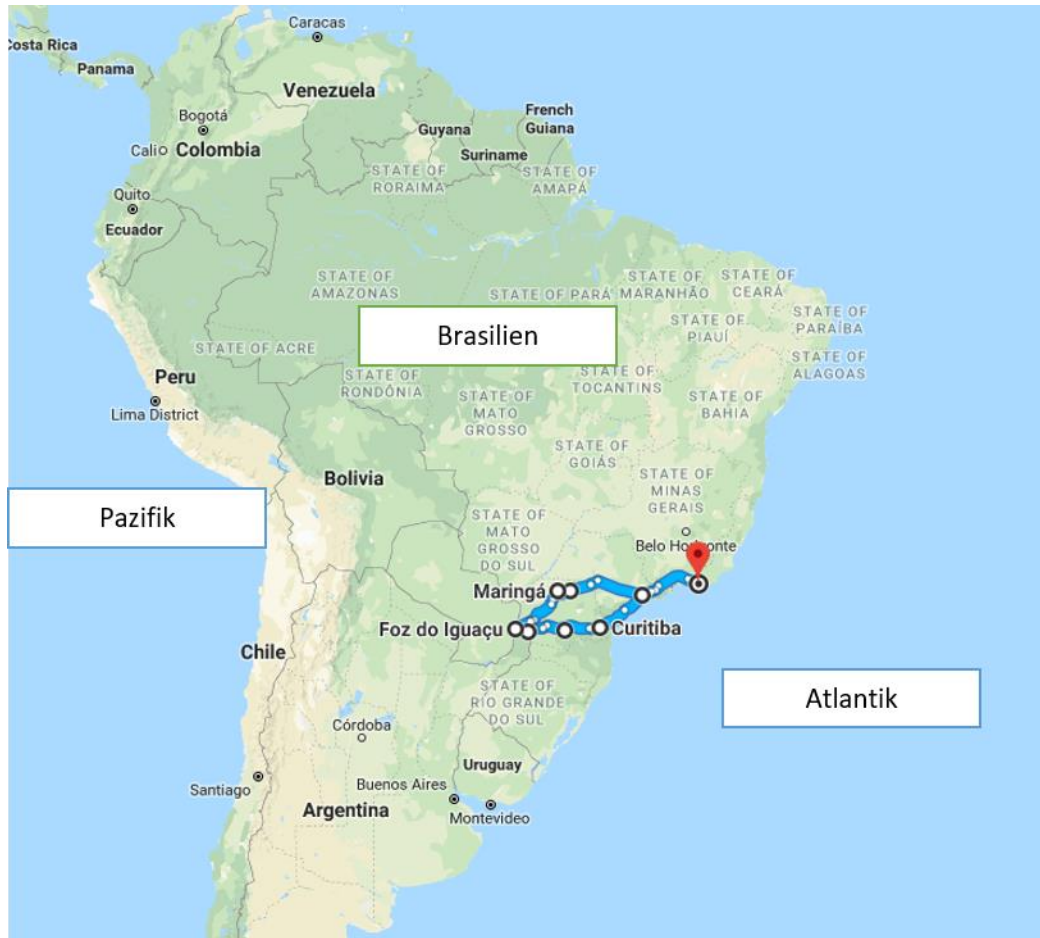 Caracas
Costa Rica
Panama
Venezuela
Bogotá
Guyana
French
Guiana
Cali
Colombia
Suriname
STATE OF
RORAIMA
STATE OF
AMAPÁ
Quito
Ecuador
STATE OF
AMAZONAS
STATE OF PARÁ
STATE OF
MARANHÃO
STATE OF
CEARÁ
STATE OF
PARAÍBA
Brasilien
STATE OF
PIAUÍ
STATE OF ACRE
STATE OF
ALAGOAS
Peru
STATE OF
RONDÔNIA
STATE OF
TOCANTINS
Lima District
STATE OF
MATO
GROSSO
STATE OF
BAHIA
STATE OF
GOIÁS
Bolivia
STATE OF
MINAS
GERAIS
Pazifik
STATE OF
MATO
GROSSO
DO SUL
Belo Horizonte
Maringá
Foz do Iguaçu
Curitiba
Chile
STATE OF
RIO GRANDE
DO SUL
Atlantik
Córdoba
Uruguay
Santiago
Buenos Aires
Argentina
Montevideo